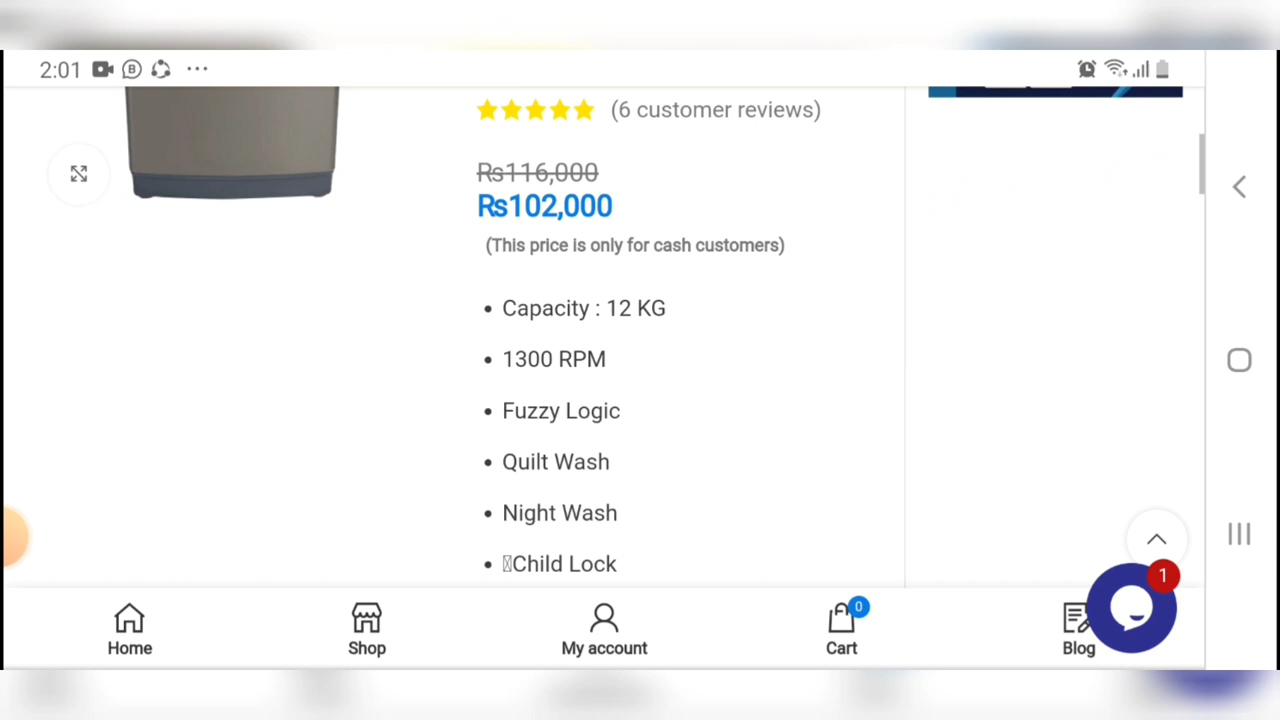 2:01
(6 customer reviews)
₨116,000
₨102,000
(This price is only for cash customers)
Capacity : 12 KG
1300 RPM
Fuzzy Logic
Quilt Wash
Night Wash
Child Lock
1
0
Home
Shop
My account
Cart
Blog